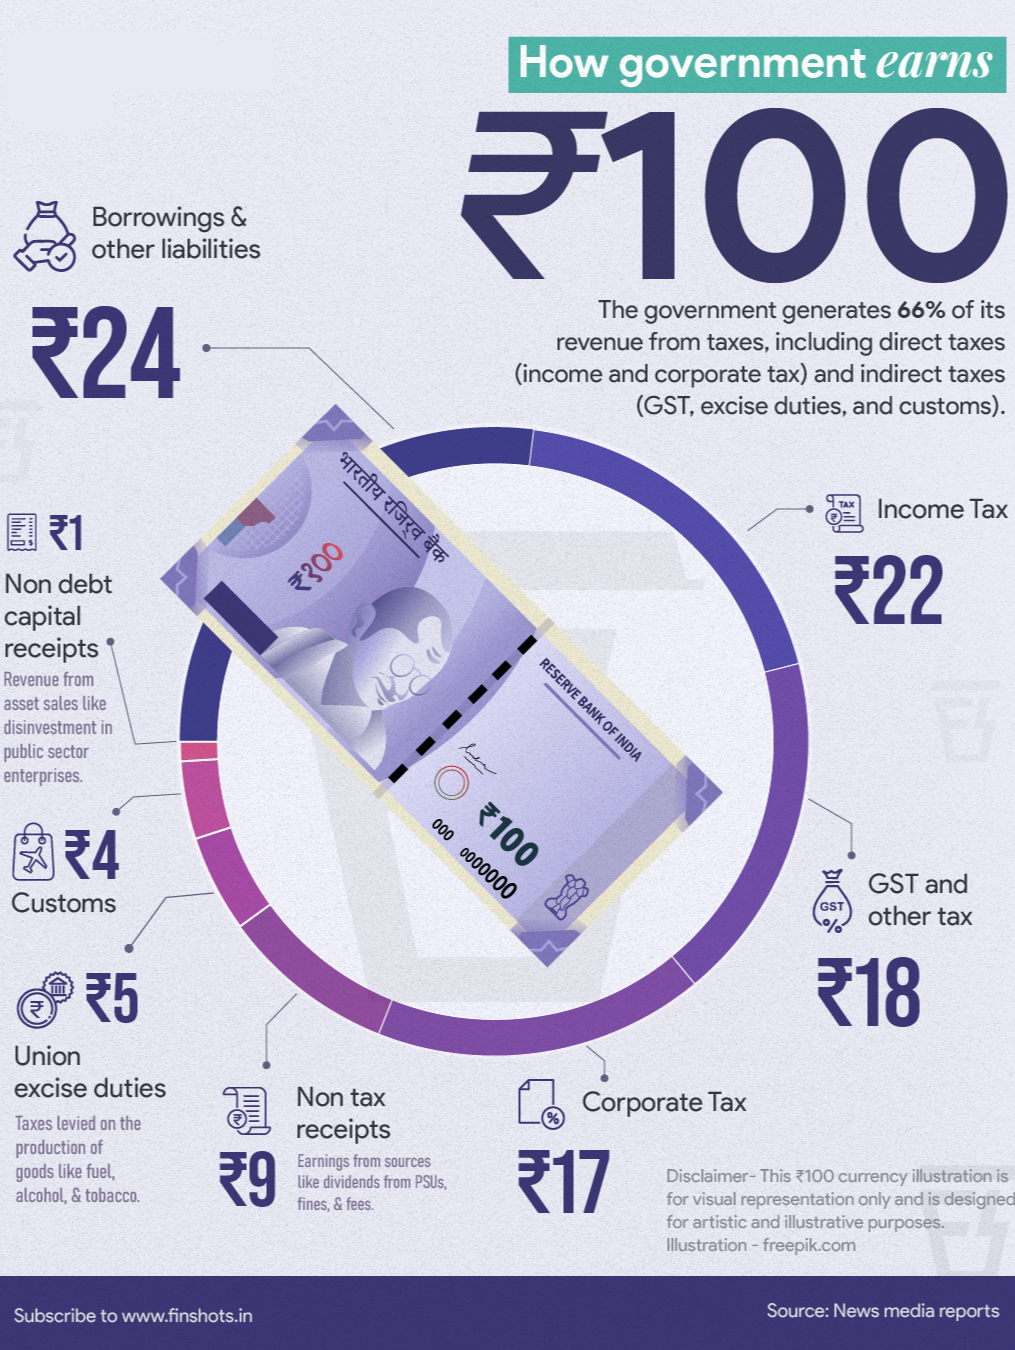 How government earns
₹100
The government generates 66% of its
revenue from taxes, including direct taxes
(income and corporate tax) and indirect taxes
(GST, excise duties, and customs).
Borrowings &
other liabilities
₹24
TAX
₹
Income Tax
₹22
GST
%
GST and
other tax
₹18
%
Corporate Tax
₹17
₹
Non tax
receipts
₹9
Earnings from sources
like dividends from PSUs,
fines, & fees.
₹
₹5
Union
excise duties
Taxes levied on the
production of
goods like fuel,
alcohol, & tobacco.
₹4
Customs
$
₹1
Non debt
capital
receipts
Revenue from
asset sales like
disinvestment in
public sector
enterprises.
भारतीय रजिर्व बैंक
₹१००
RESERVE BANK OF INDIA
₹100
000 0000000
Disclaimer- This ₹100 currency illustration is
for visual representation only and is designed
for artistic and illustrative purposes.
Illustration - freepik.com
Subscribe to www.finshots.in
Source: News media reports